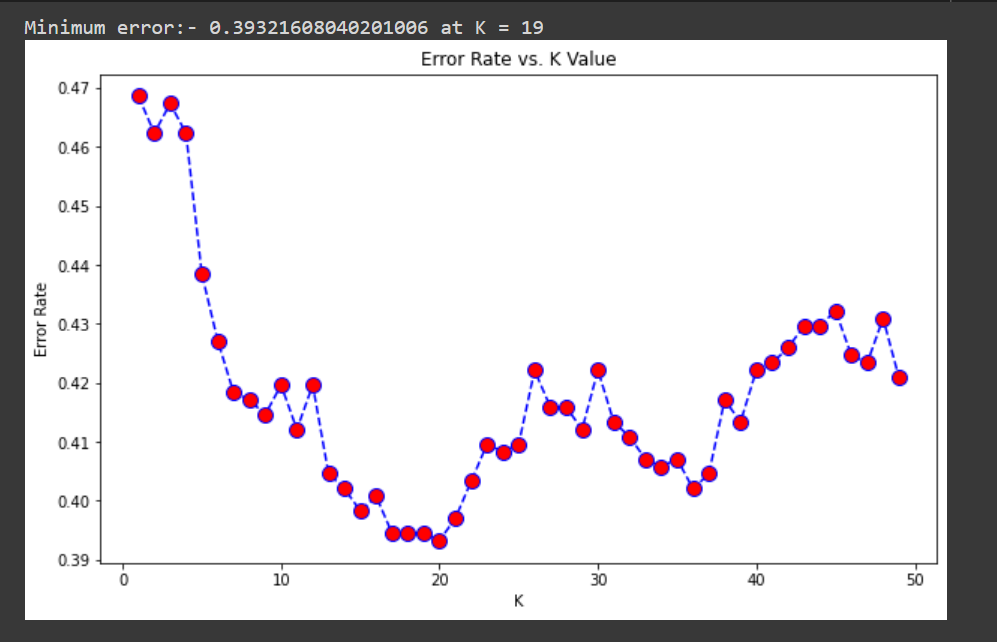 Minimum error:- 0.39321608040201006 at K = 19
Error Rate vs. K Value
0.47
0.46
0.45
0.44
0.43
0.42
0.41
0.40
0.39
Error Rate
0 10 20 30 40 50
K